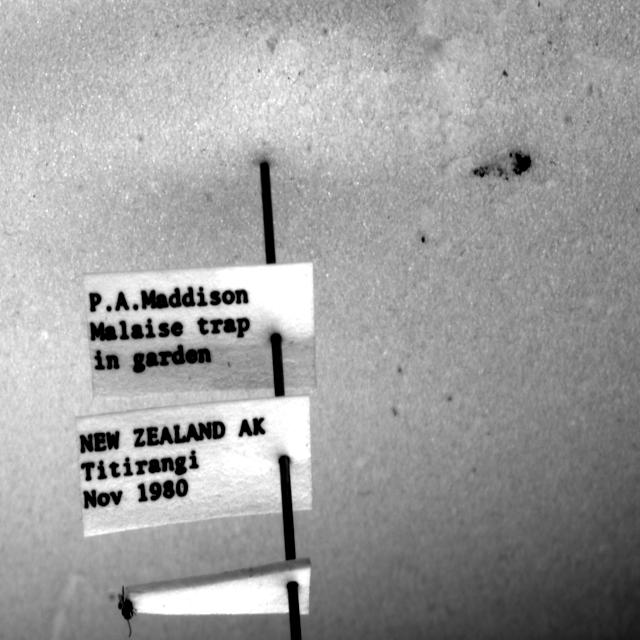 P.A.Maddison
Malaise trap
in garden
NEW ZEALAND AK
Titirangi
Nov 1980